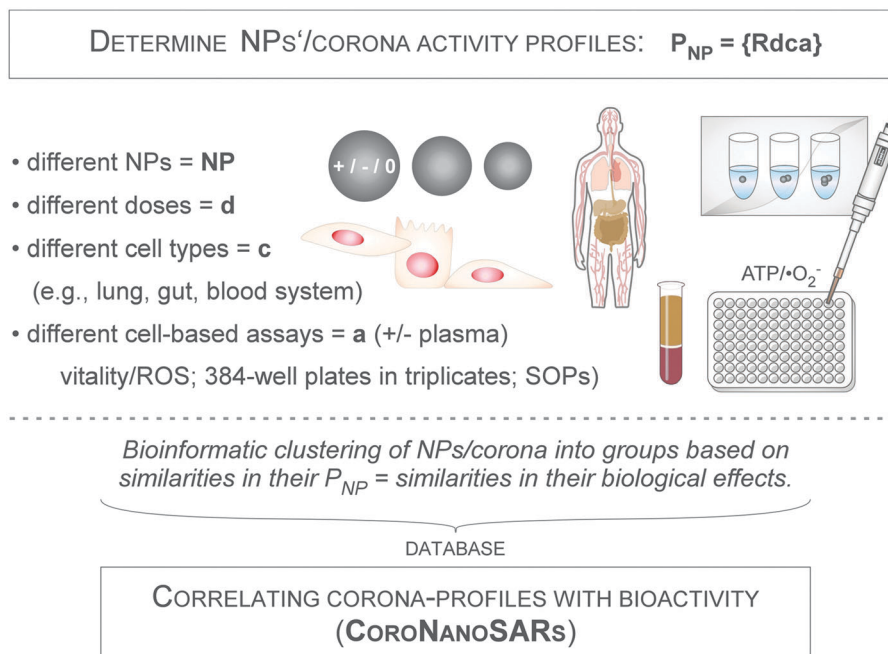 DETERMINE NPS‘/CORONA ACTIVITY PROFILES: P_NP = {Rdca}
• different NPs = NP
+ / - / 0
• different doses = d
• different cell types = c
(e.g., lung, gut, blood system)
ATP/•O₂⁻
• different cell-based assays = a (+/- plasma)
vitality/ROS; 384-well plates in triplicates; SOPs)
Bioinformatic clustering of NPs/corona into groups based on
similarities in their P_NP = similarities in their biological effects.
DATABASE
CORRELATING CORONA-PROFILES WITH BIOACTIVITY
(CORONANOSARS)